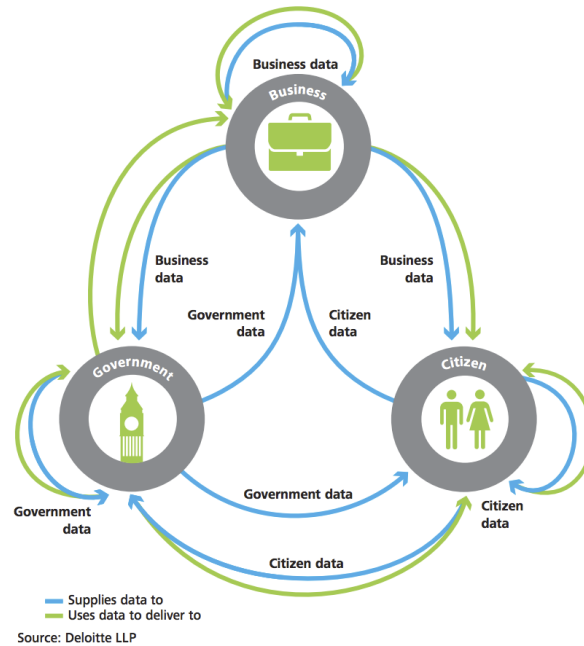 Business data
Business
Business
data
Business
data
Government
data
Citizen
data
Government
Citizen
Government data
Government
data
Citizen
data
Citizen data
Supplies data to
Uses data to deliver to
Source: Deloitte LLP